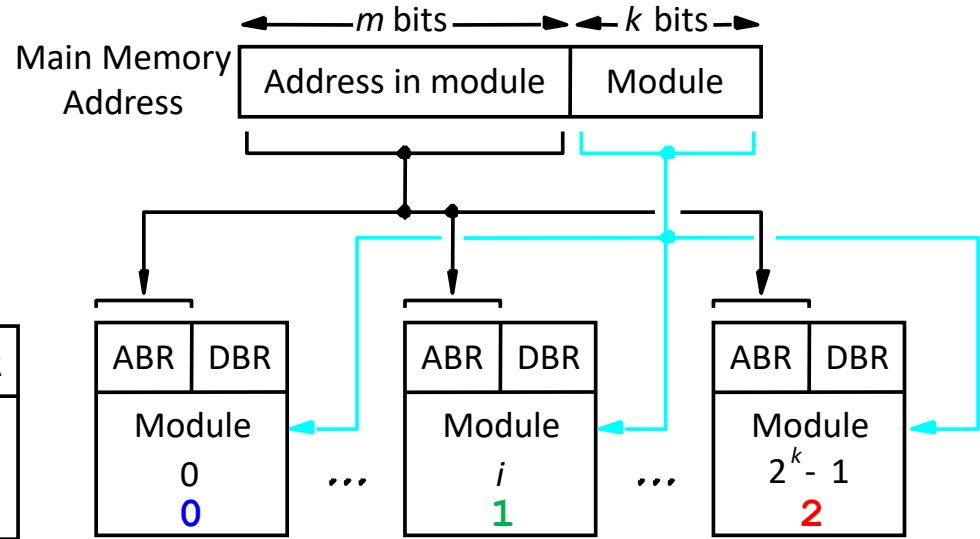 m bits k bits
Main Memory
Address
Address in module Module
ABR DBR ABR DBR ABR DBR
Module Module Module
0 ... i ... 2^k - 1
0 1 2